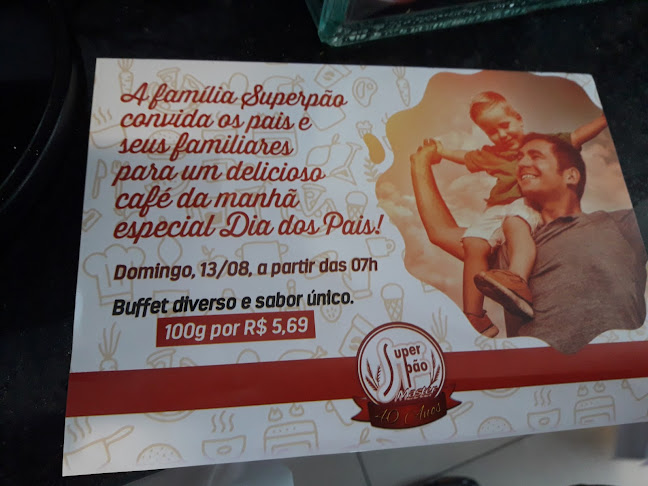 A família Superpão
convida os pais e
seus familiares
para um delicioso
café da manhã
especial Dia dos Pais!
Domingo, 13/08, a partir das 07h
Buffet diverso e sabor único.
100g por R$ 5,69
Super
pão
40 Anos